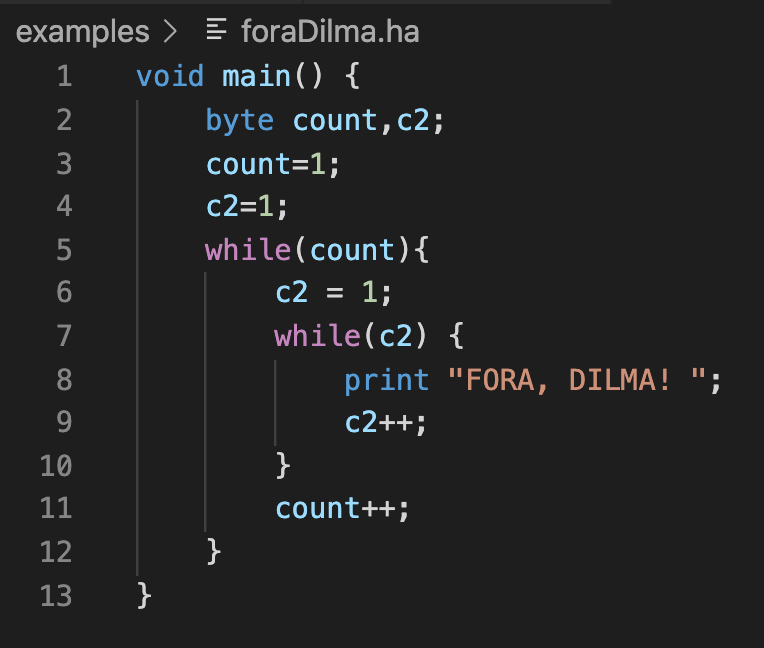 examples > foraDilma.ha
1 void main() {
2     byte count,c2;
3     count=1;
4     c2=1;
5     while(count){
6         c2 = 1;
7         while(c2) {
8             print "FORA, DILMA! ";
9             c2++;
10         }
11         count++;
12     }
13 }